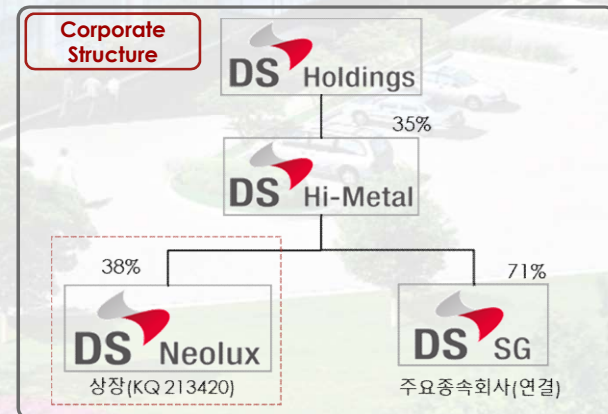 Corporate
Structure
DS Holdings
35%
DS Hi-Metal
38%
71%
DS Neolux
DS SG
상장(KQ 213420)
주요종속회사(연결)